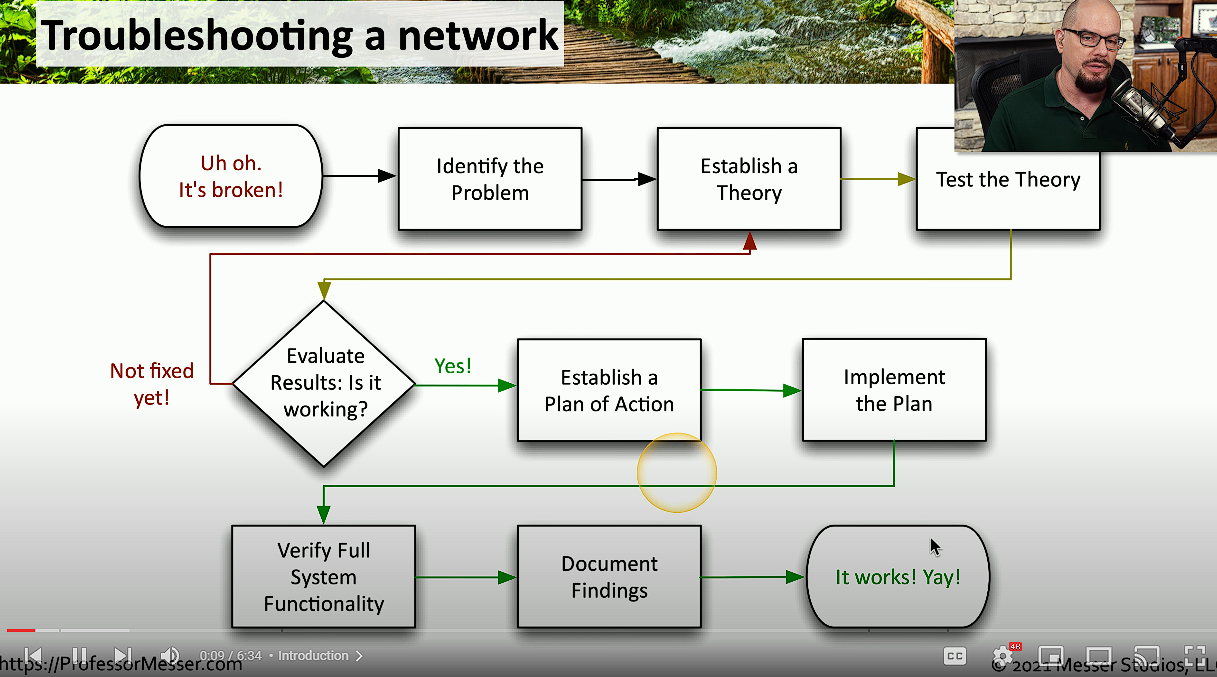 Troubleshooting a network
Uh oh.
It's broken!
Identify the
Problem
Establish a
Theory
Test the Theory
Not fixed
yet!
Evaluate
Results: Is it
working?
Yes!
Establish a
Plan of Action
Implement
the Plan
Verify Full
System
Functionality
Document
Findings
It works! Yay!
https://ProfessorMesser.com
0:09 / 6:34 • Introduction
CC
4K
© 2021 Messer Studios, LLC